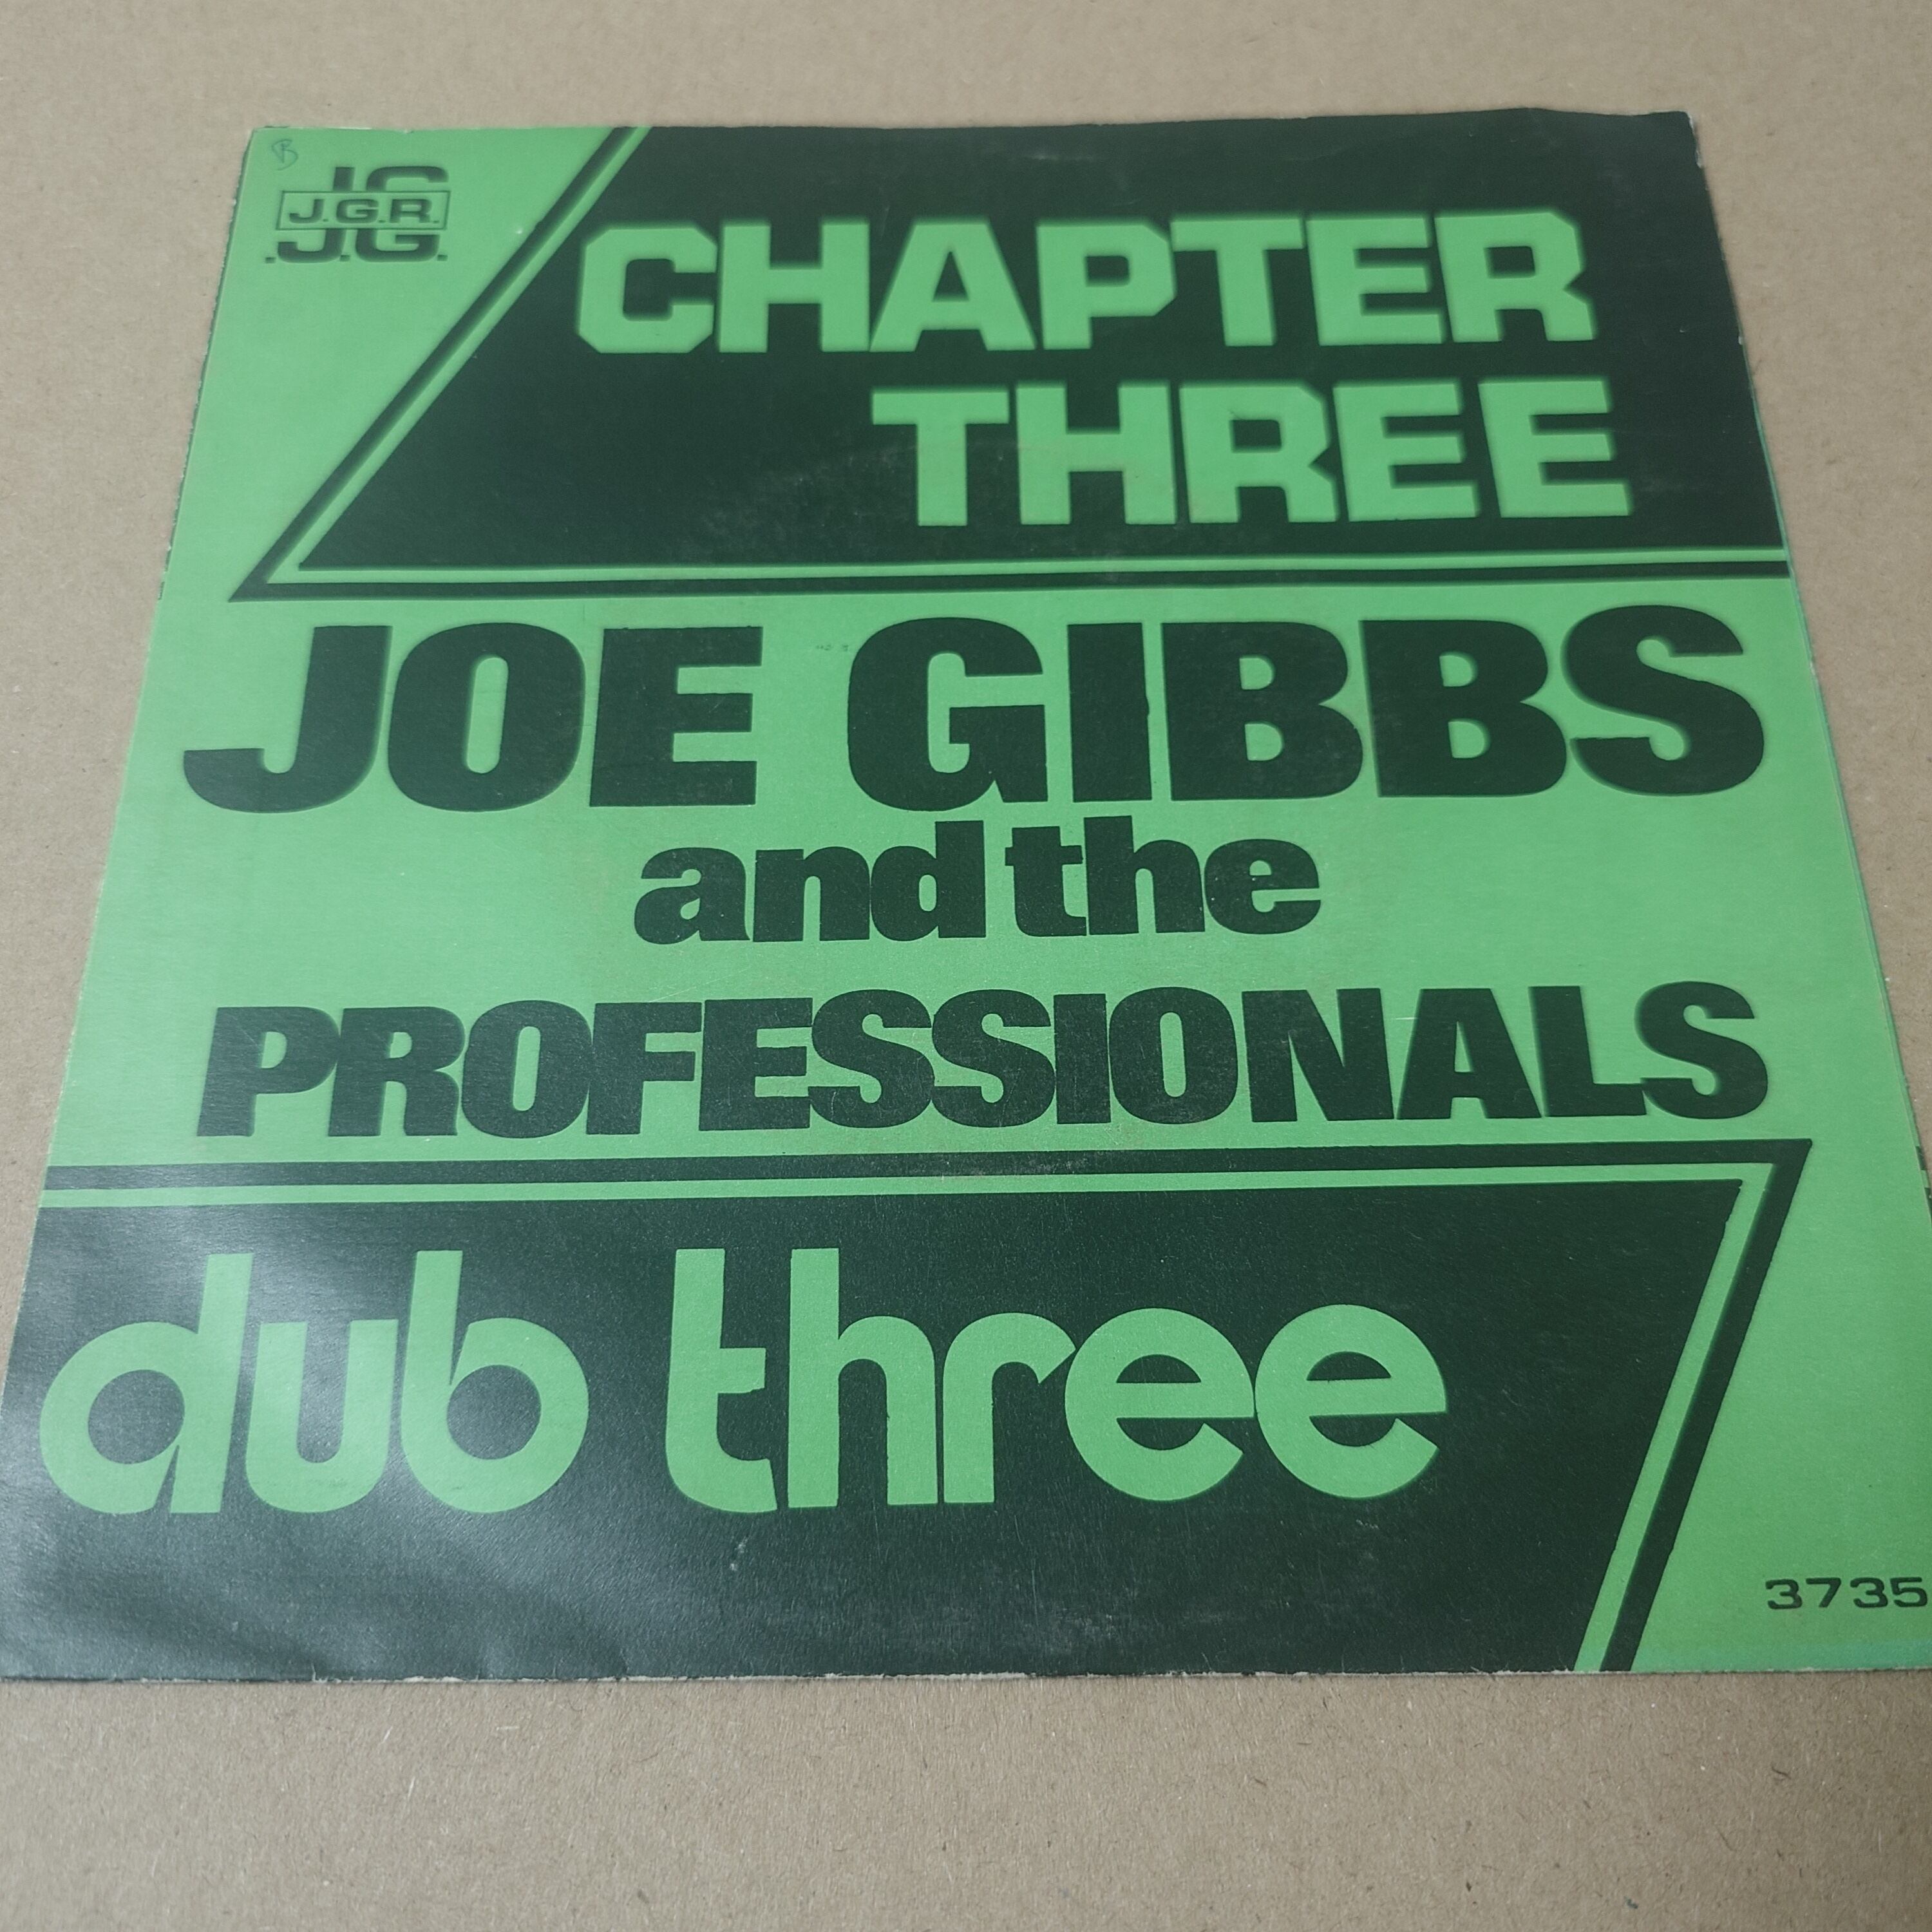 J.G.
J.G.R.
.J.G.
CHAPTER
THREE
JOE GIBBS
and the
PROFESSIONALS
dub three
3735